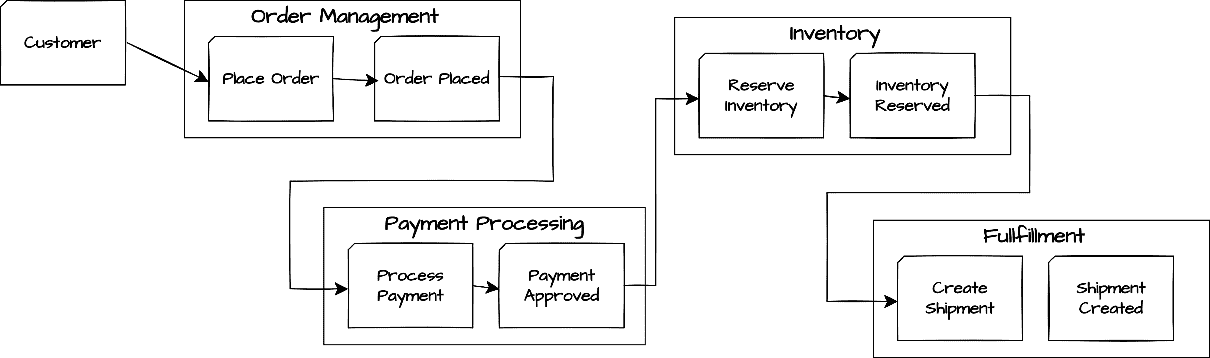 Customer
Order Management
Place Order
Order Placed
Payment Processing
Process
Payment
Payment
Approved
Inventory
Reserve
Inventory
Inventory
Reserved
Fullfillment
Create
Shipment
Shipment
Created